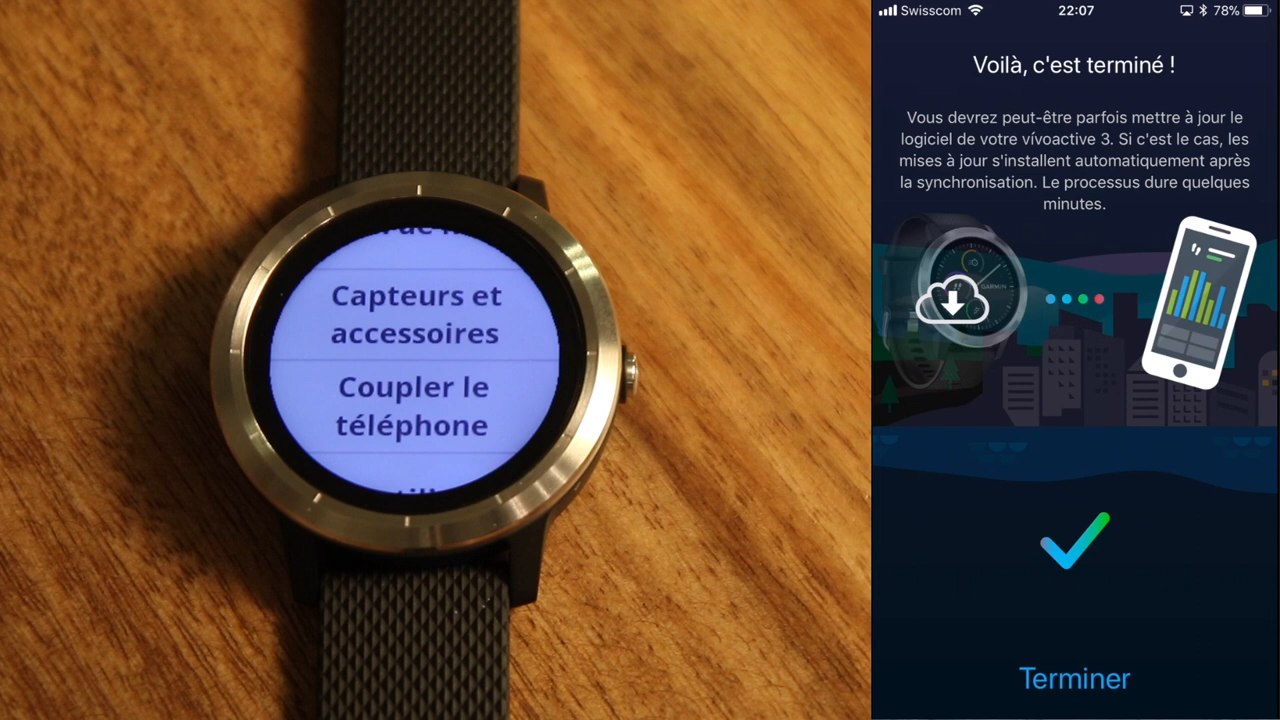 Capteurs et
accessoires
Coupler le
téléphone
Swisscom
22:07
78%
Voilà, c'est terminé !
Vous devrez peut-être parfois mettre à jour le
logiciel de votre vívoactive 3. Si c'est le cas, les
mises à jour s'installent automatiquement après
la synchronisation. Le processus dure quelques
minutes.
GARMIN
Terminer